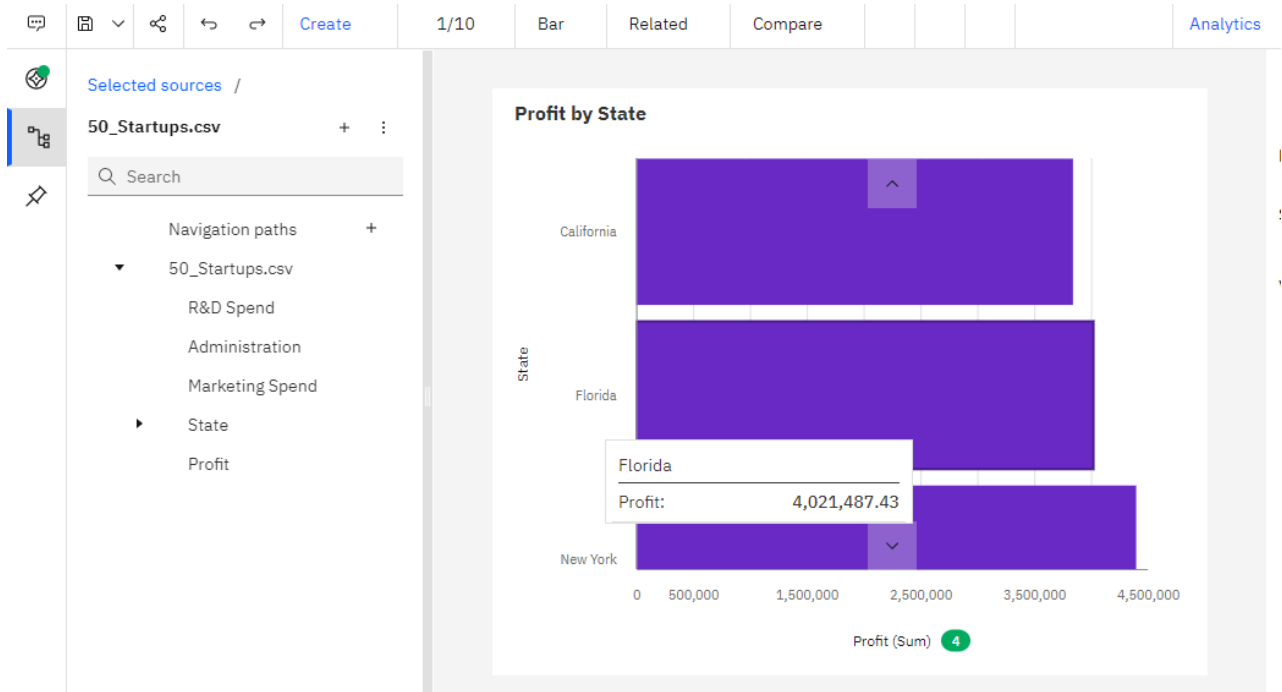 Create
1/10
Bar
Related
Compare
Analytics
Selected sources /
50_Startups.csv
Search
Navigation paths
50_Startups.csv
R&D Spend
Administration
Marketing Spend
State
Profit
Profit by State
California
Florida
New York
State
Florida
Profit: 4,021,487.43
0 500,000 1,500,000 2,500,000 3,500,000 4,500,000
Profit (Sum) 4